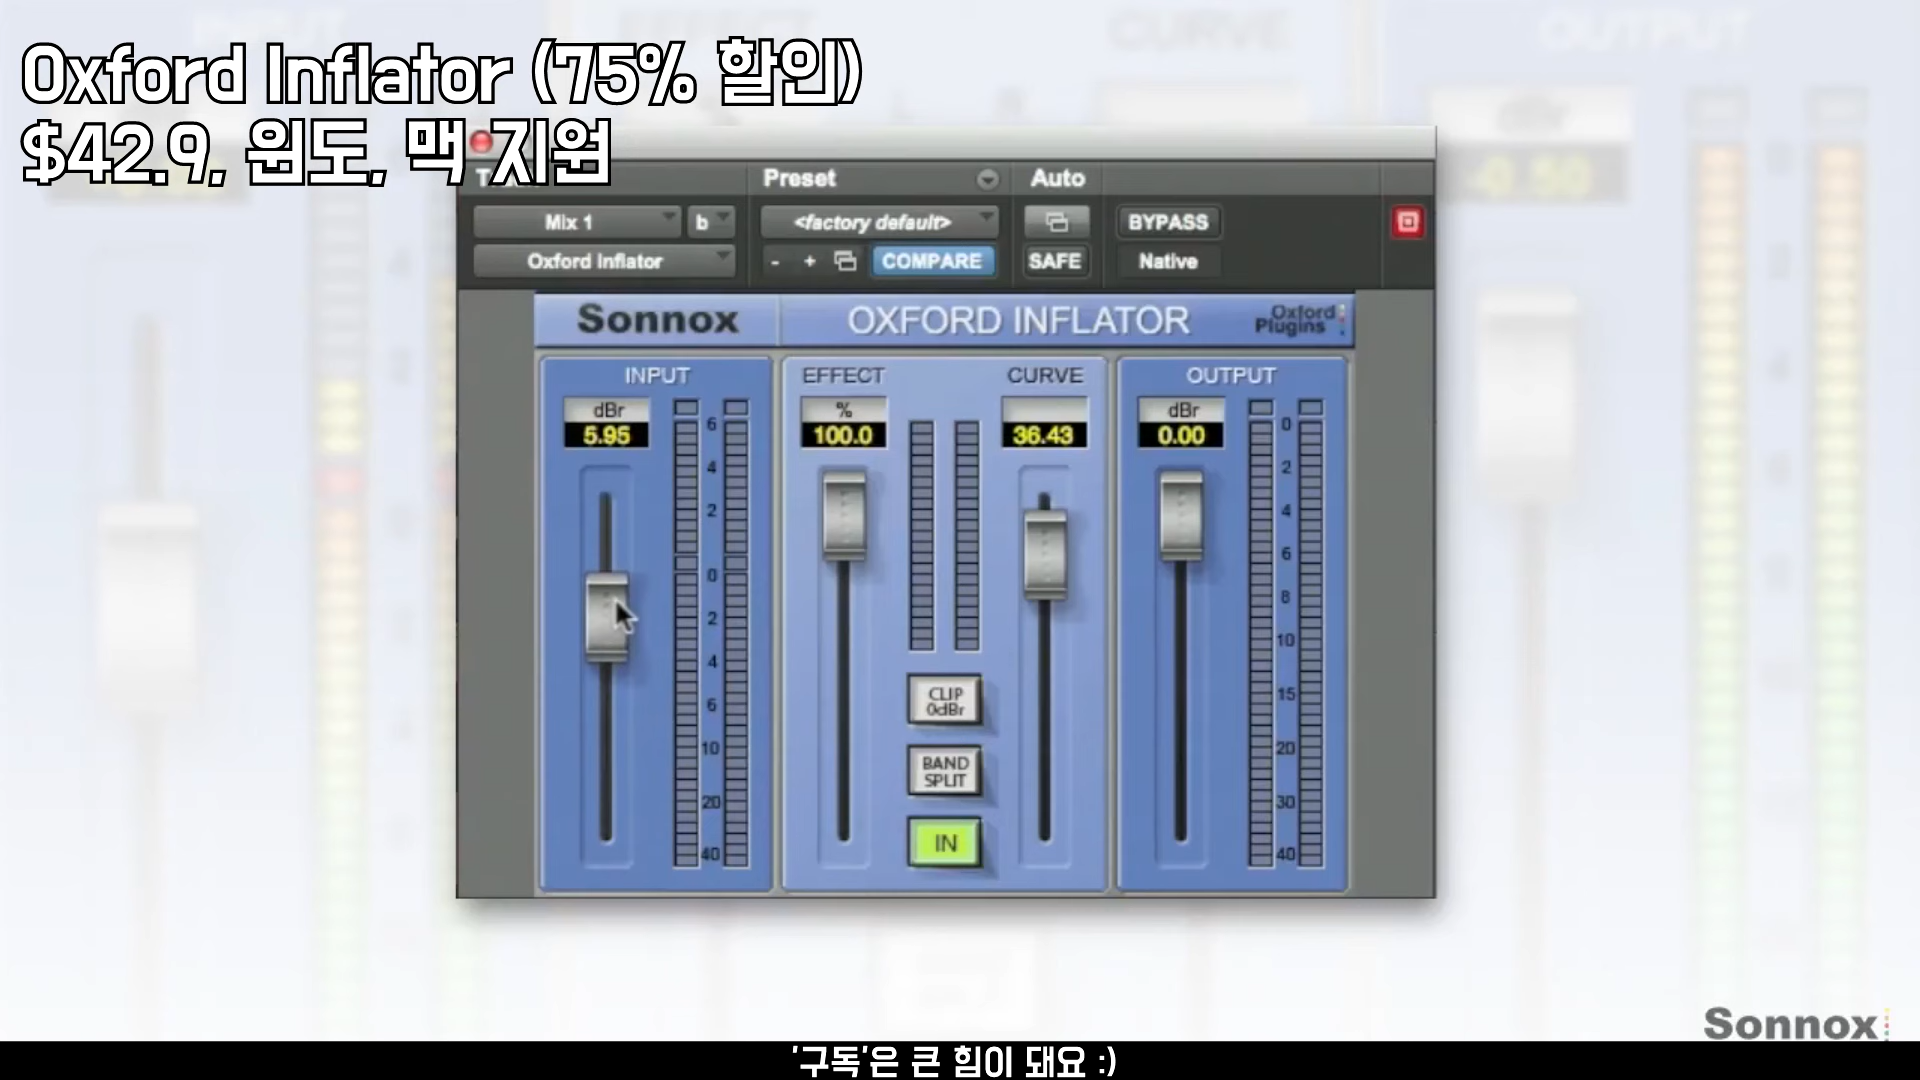 Oxford Inflator (75% 할인)
$42.9, 윈도, 맥 지원
Preset
Auto
Mix 1
b
<factory default>
BYPASS
Oxford Inflator
- +
COMPARE
SAFE
Native
Sonnox
OXFORD INFLATOR
Oxford
Plugins
INPUT
EFFECT
CURVE
OUTPUT
dBr
5.95
%
100.0
36.43
dBr
0.00
6
4
2
0
2
4
6
10
20
40
CLIP
0dBr
BAND
SPLIT
IN
0
2
4
6
8
10
15
20
30
40
Sonnox
'구독'은 큰 힘이 돼요 :)